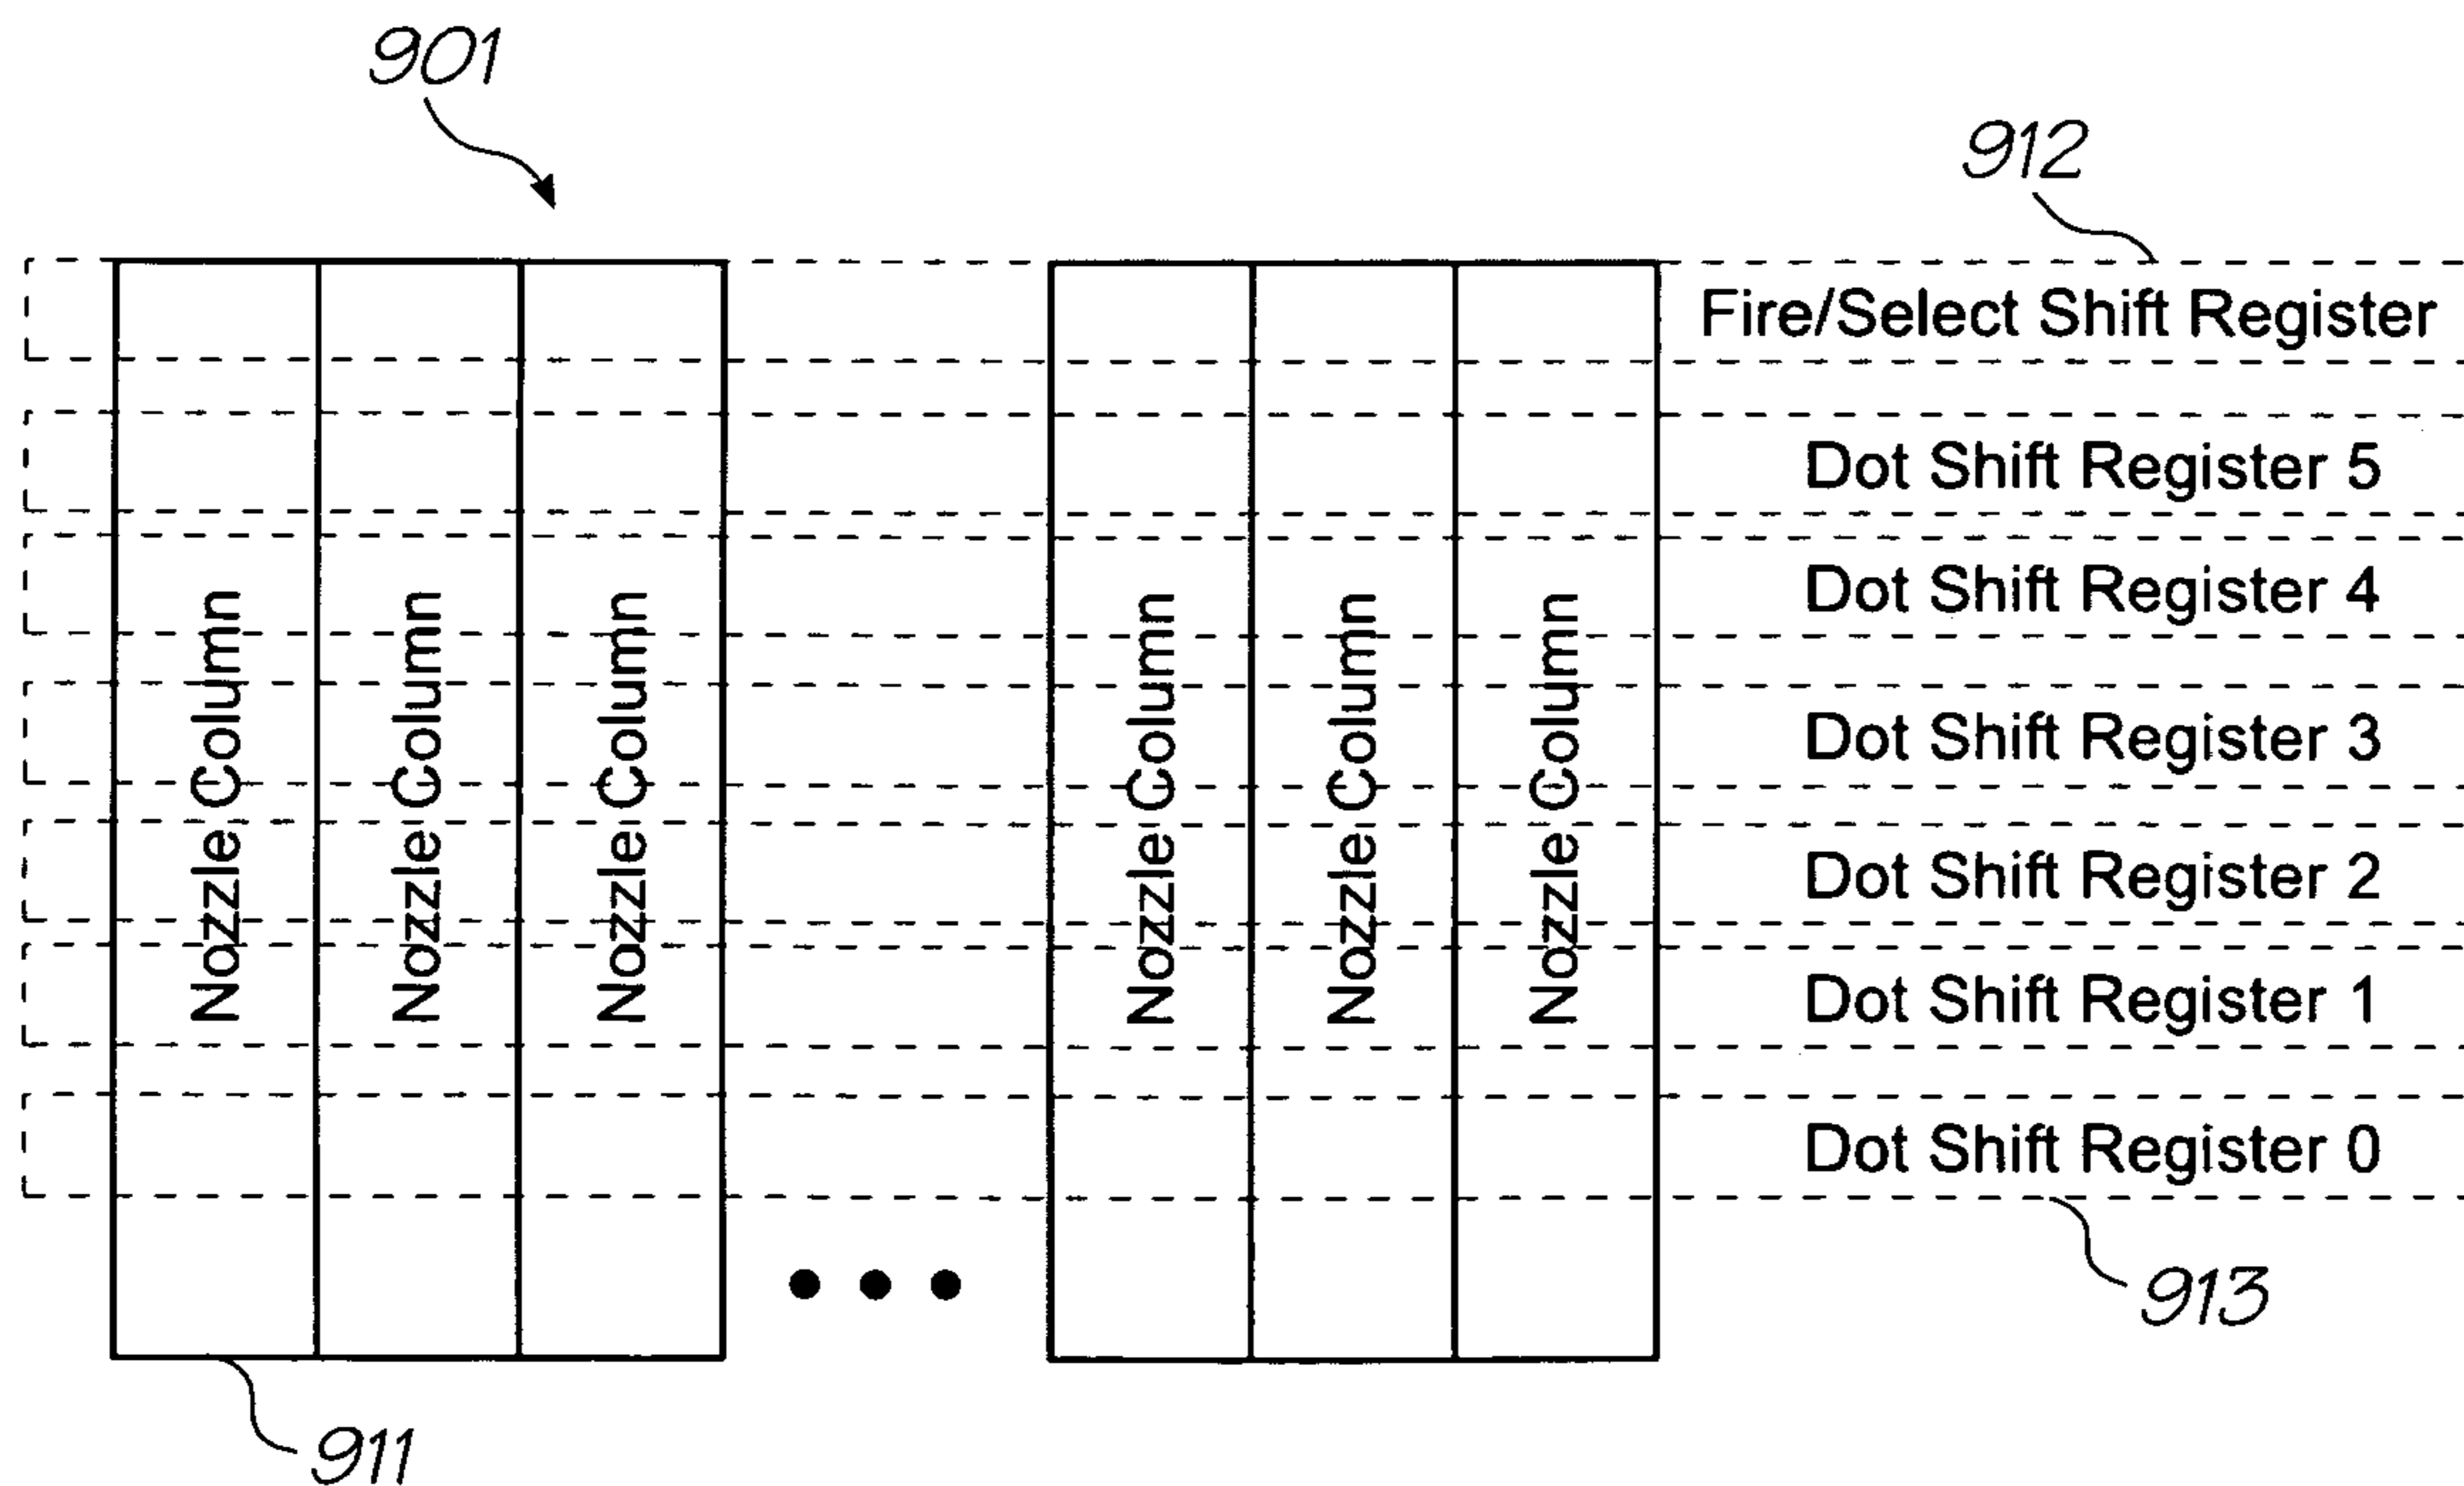 901
912
Fire/Select Shift Register
Dot Shift Register 5
Dot Shift Register 4
Dot Shift Register 3
Dot Shift Register 2
Dot Shift Register 1
Dot Shift Register 0
Nozzle Column
Nozzle Column
Nozzle Column
Nozzle Column
Nozzle Column
Nozzle Column
913
911